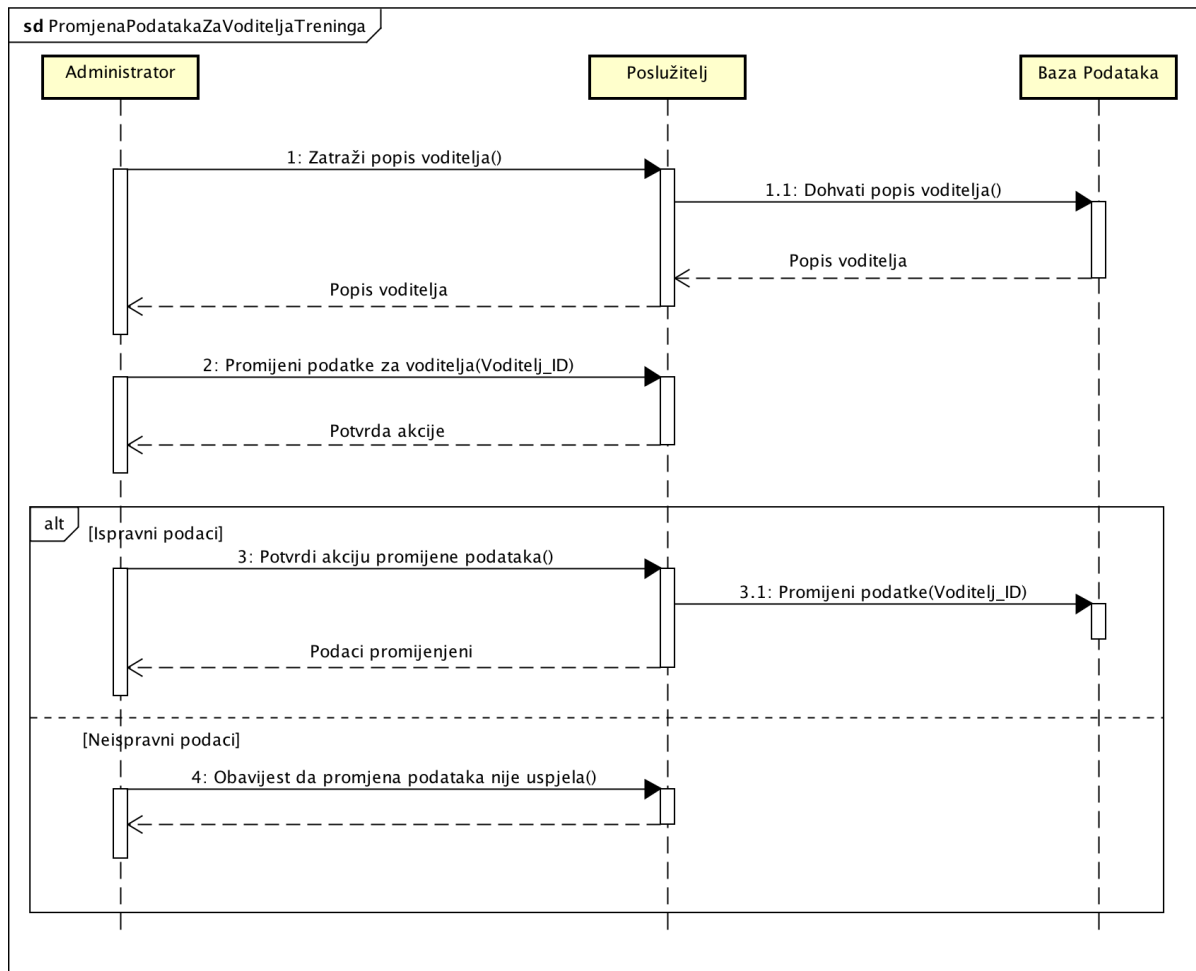 sd PromjenaPodatakaZaVoditeljaTreninga
Administrator
Poslužitelj
Baza Podataka
1: Zatraži popis voditelja()
1.1: Dohvati popis voditelja()
Popis voditelja
Popis voditelja
2: Promijeni podatke za voditelja(Voditelj_ID)
Potvrda akcije
alt
[Ispravni podaci]
3: Potvrdi akciju promijene podataka()
3.1: Promijeni podatke(Voditelj_ID)
Podaci promijenjeni
[Neispravni podaci]
4: Obavijest da promjena podataka nije uspjela()